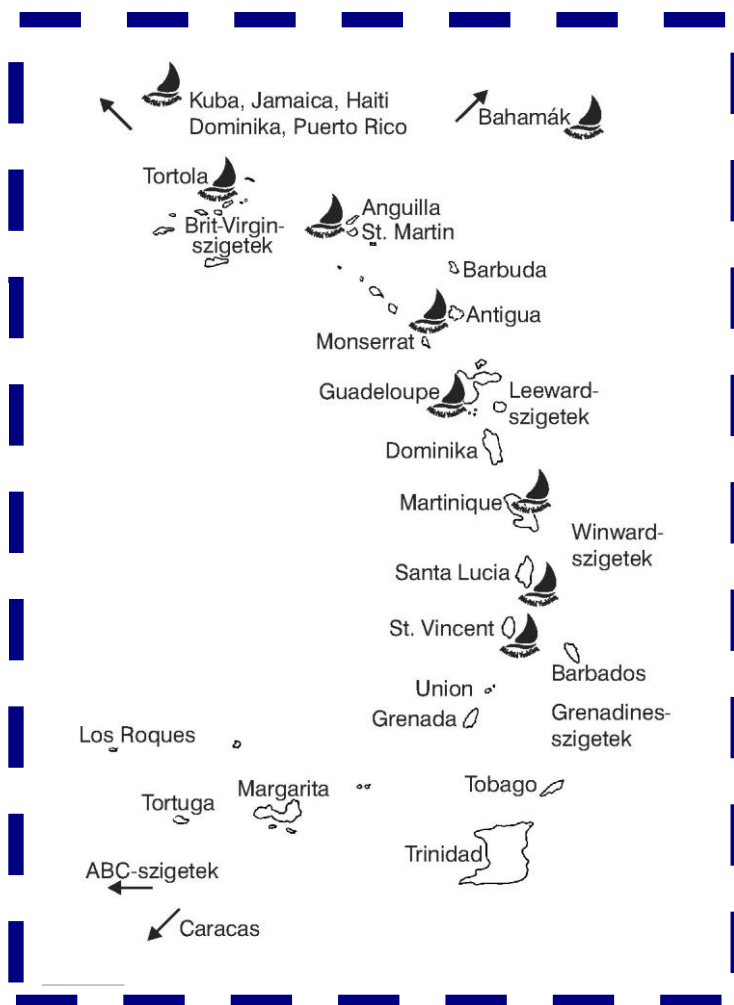 Kuba, Jamaica, Haiti
Dominika, Puerto Rico
Bahamák
Tortola
Brit-Virgin-
szigetek
Anguilla
St. Martin
Barbuda
Antigua
Monserrat
Guadeloupe
Leeward-
szigetek
Dominika
Martinique
Winward-
szigetek
Santa Lucia
St. Vincent
Barbados
Union
Grenada
Grenadines-
szigetek
Los Roques
Margarita
Tortuga
Tobago
Trinidad
ABC-szigetek
Caracas